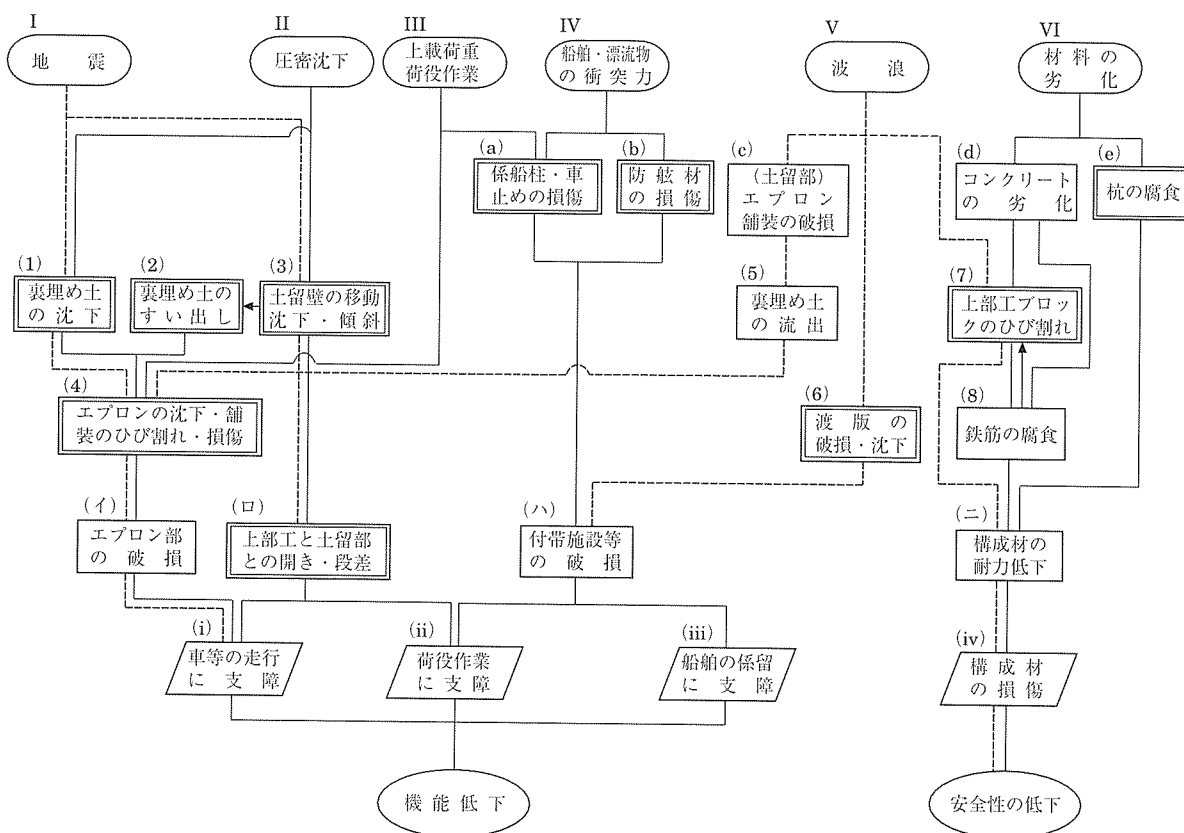 I
II
III
IV
V
VI
地震
圧密沈下
上載荷重
荷役作業
船舶・漂流物
の衝突力
波浪
材料の
劣化
(a)
係船柱・車
止めの損傷
(b)
防舷材
の損傷
(c)
(土留部)
エプロン
舗装の破損
(d)
コンクリート
の劣化
(e)
杭の腐食
(1)
裏埋め土
の沈下
(2)
裏埋め土の
すい出し
(3)
土留壁の移動
沈下・傾斜
(5)
裏埋め土
の流出
(7)
上部工ブロッ
クのひび割れ
(4)
エプロンの沈下・舗
装のひび割れ・損傷
(6)
渡版の
破損・沈下
(8)
鉄筋の腐食
(イ)
エプロン部
の破損
(ロ)
上部工と土留部
との開き・段差
(ハ)
付帯施設等
の破損
(ニ)
構成材の
耐力低下
(i)
車等の走行
に支障
(ii)
荷役作業
に支障
(iii)
船舶の係留
に支障
(iv)
構成材
の損傷
機能低下
安全性の低下